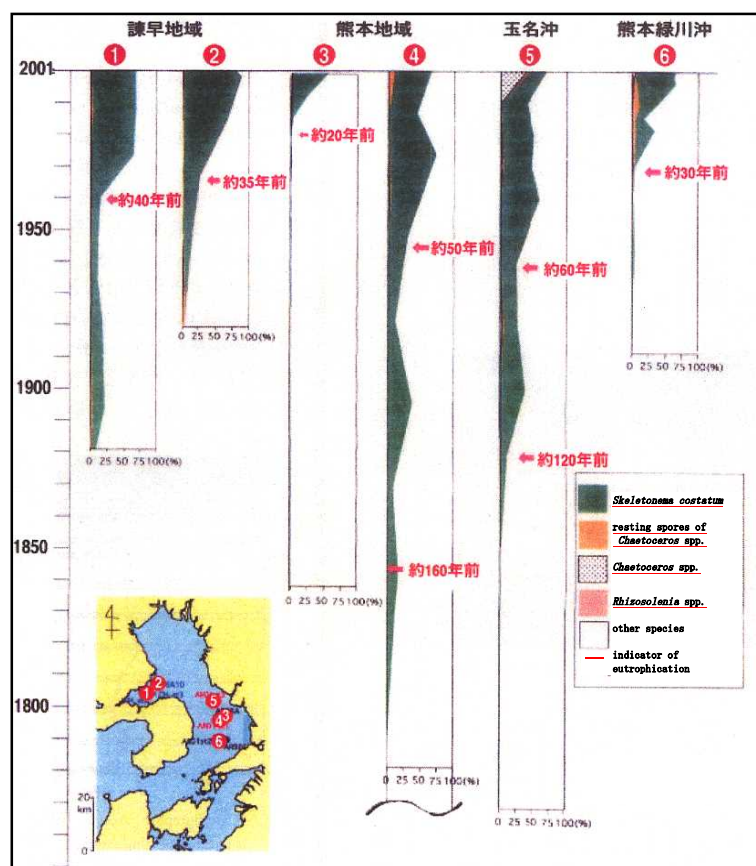 諫早地域 熊本地域 玉名沖 熊本緑川沖
1 2 3 4 5 6
2001
1950
1900
1850
1800
約40年前
約35年前
約20年前
約50年前
約160年前
約60年前
約120年前
約30年前
0 25 50 75 100(%)
0 25 50 75 100(%)
0 25 50 75 100(%)
0 25 50 75 100(%)
0 25 50 75 100(%)
0 25 50 75 100(%)
Skeletonema costatum
resting spores of
Chaetoceros spp.
Chaetoceros spp.
Rhizosolenia spp.
other species
indicator of
eutrophication
1 2 3 4 5 6
20
km
0